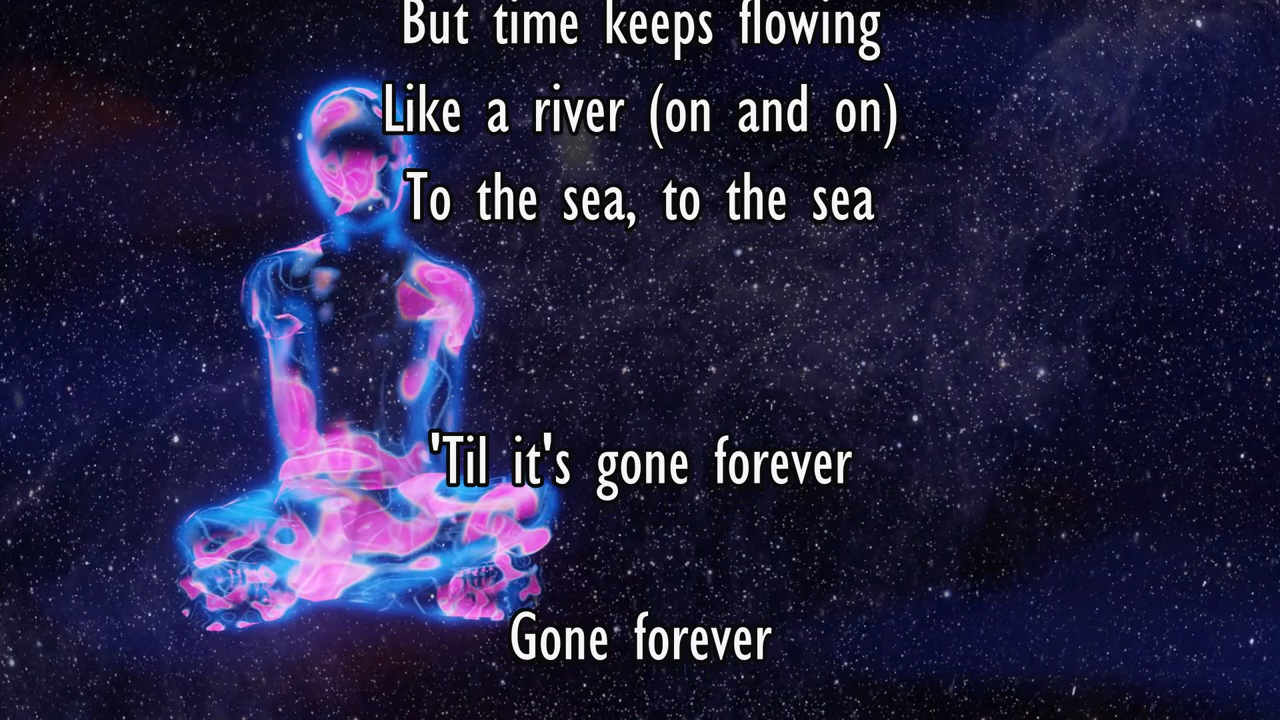 But time keeps flowing
Like a river (on and on)
To the sea, to the sea
'Til it's gone forever
Gone forever